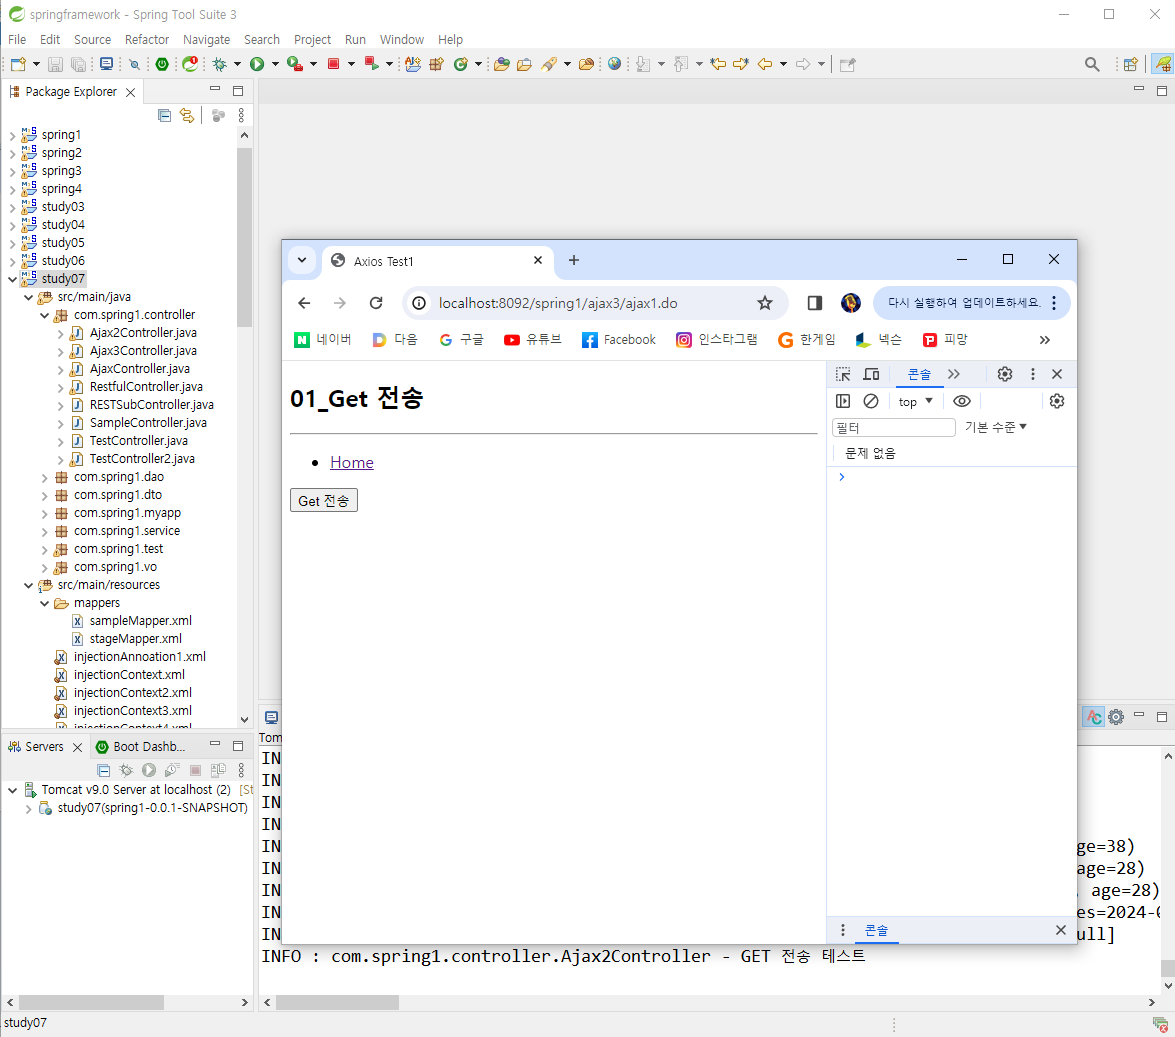 springframework - Spring Tool Suite 3
File Edit Source Refactor Navigate Search Project Run Window Help
Package Explorer
spring1
spring2
spring3
spring4
study03
study04
study05
study06
study07
src/main/java
com.spring1.controller
Ajax2Controller.java
Ajax3Controller.java
AjaxController.java
RestfulController.java
RESTSubController.java
SampleController.java
TestController.java
TestController2.java
com.spring1.dao
com.spring1.dto
com.spring1.myapp
com.spring1.service
com.spring1.test
com.spring1.vo
src/main/resources
mappers
sampleMapper.xml
stageMapper.xml
injectionAnnoation1.xml
injectionContext.xml
injectionContext2.xml
injectionContext3.xml
injectionContext4.xml
Servers Boot Dashb...
Tomcat v9.0 Server at localhost (2) [St
study07(spring1-0.0.1-SNAPSHOT)
Axios Test1
localhost:8092/spring1/ajax3/ajax1.do
다시 실행하여 업데이트하세요.
네이버 다음 구글 유튜브 Facebook 인스타그램 한게임 넥슨 피망
01_Get 전송
Home
Get 전송
콘솔
top
필터 기본 수준
문제 없음
콘솔
Tom
IN
IN
IN
IN
IN ge=38)
IN age=28)
IN , age=28)
IN es=2024-0
IN ull]
INFO : com.spring1.controller.Ajax2Controller - GET 전송 테스트
study07